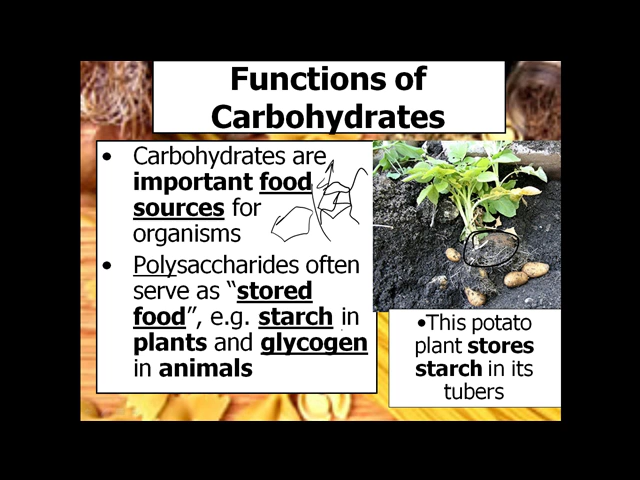 Functions of
Carbohydrates
• Carbohydrates are
important food
sources for
organisms
• Polysaccharides often
serve as “stored
food”, e.g. starch in
plants and glycogen
in animals
•This potato
plant stores
starch in its
tubers